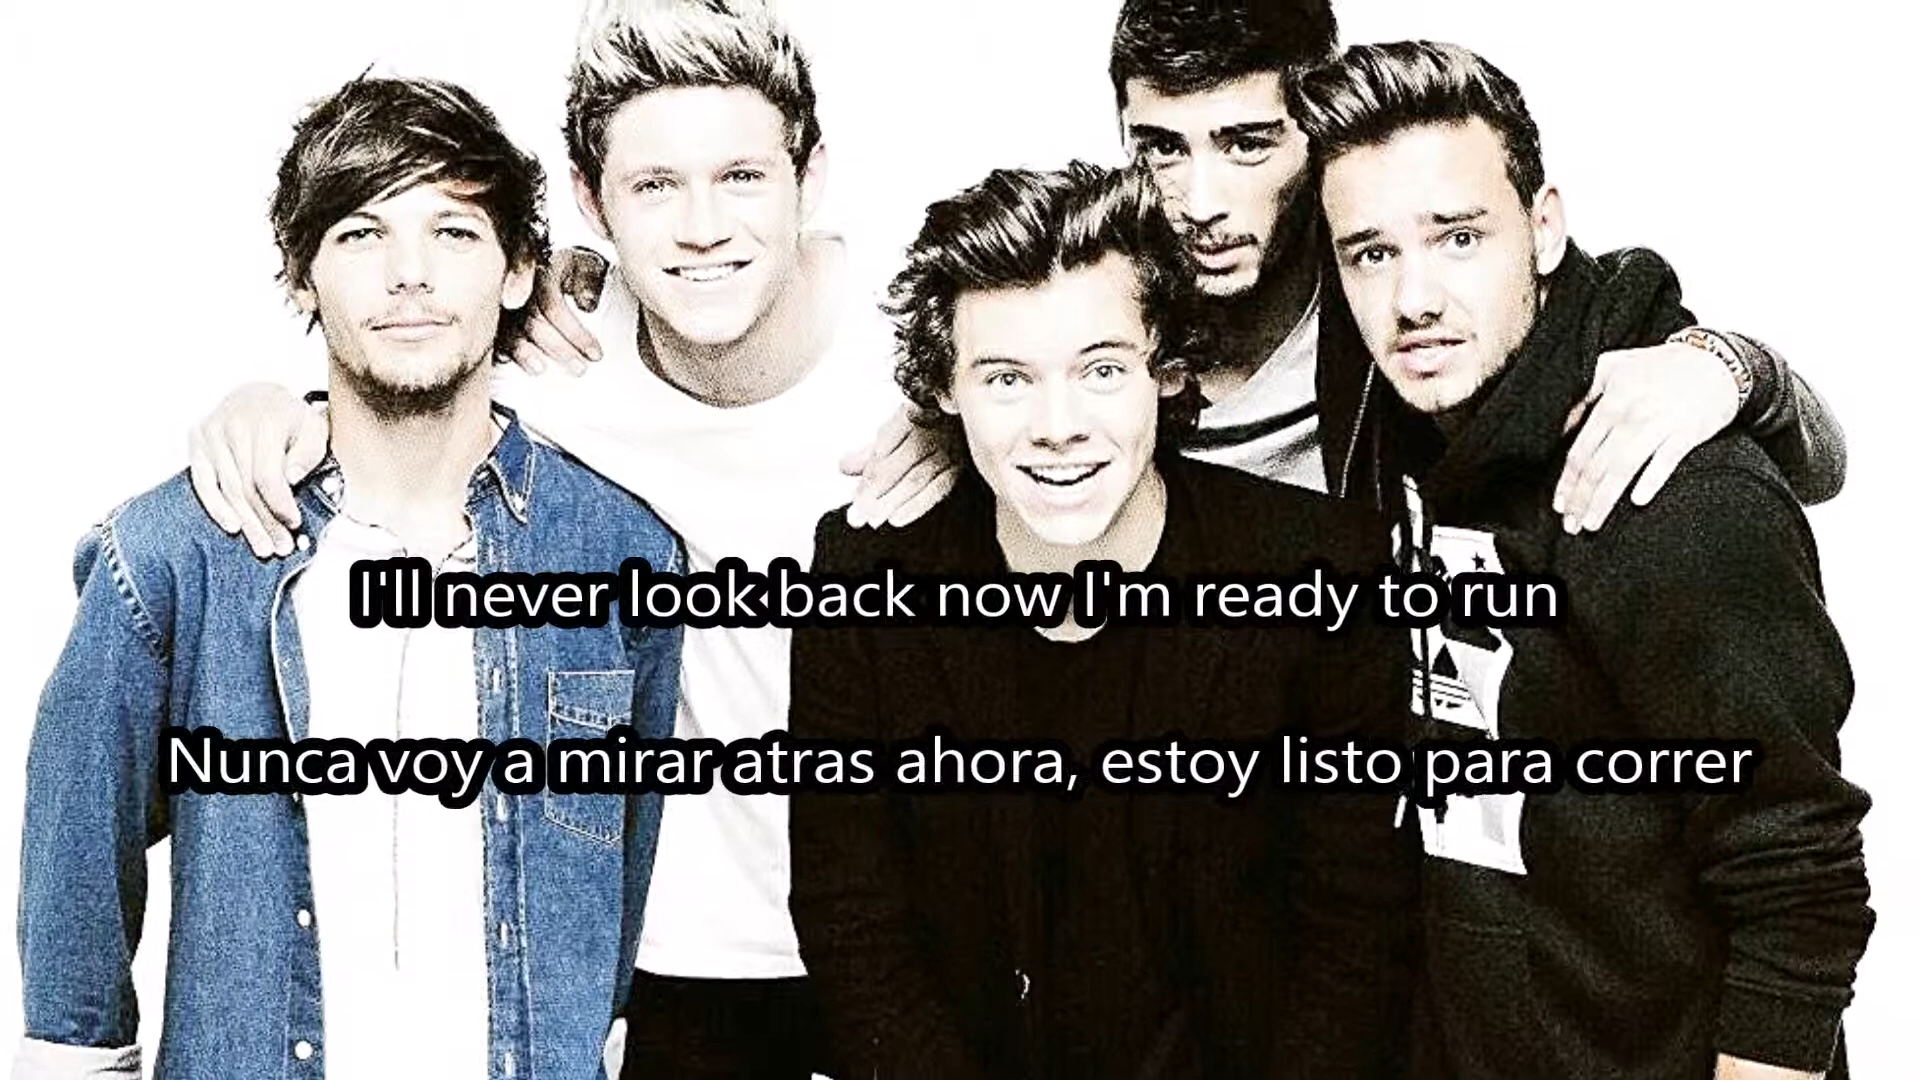 I'll never look back now I'm ready to run
Nunca voy a mirar atras ahora, estoy listo para correr